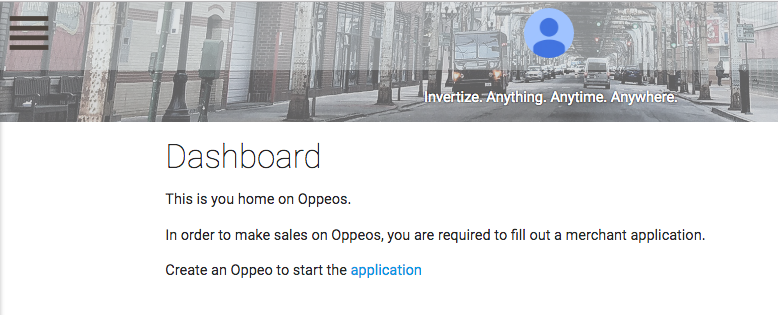 Invertize. Anything. Anytime. Anywhere.
Dashboard
This is you home on Oppeos.
In order to make sales on Oppeos, you are required to fill out a merchant application.
Create an Oppeo to start the application